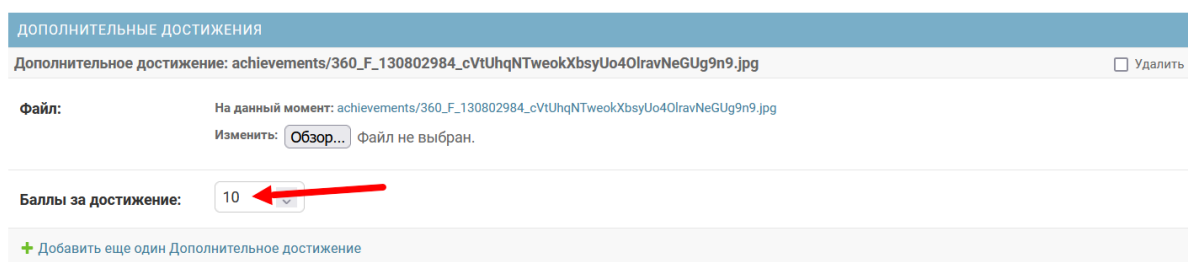 ДОПОЛНИТЕЛЬНЫЕ ДОСТИЖЕНИЯ
Дополнительное достижение: achievements/360_F_130802984_cVtUhqNTweokXbsyUo4OlravNeGUg9n9.jpg Удалить
Файл: На данный момент: achievements/360_F_130802984_cVtUhqNTweokXbsyUo4OlravNeGUg9n9.jpg
Изменить: Обзор... Файл не выбран.
Баллы за достижение: 10
Добавить еще один Дополнительное достижение